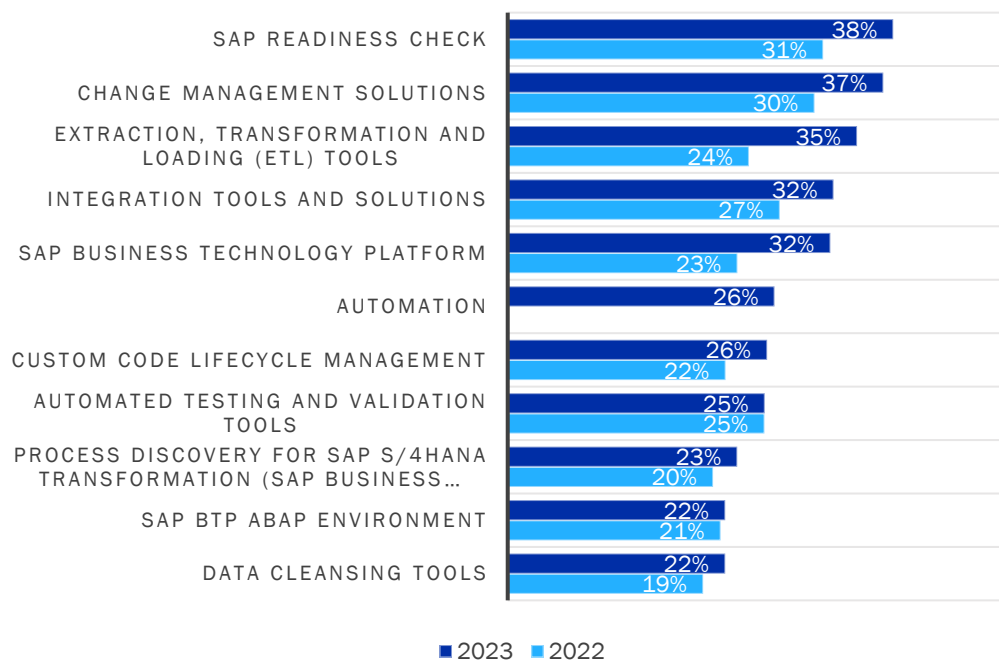 SAP READINESS CHECK
38%
31%
CHANGE MANAGEMENT SOLUTIONS
37%
30%
EXTRACTION, TRANSFORMATION AND
LOADING (ETL) TOOLS
35%
24%
INTEGRATION TOOLS AND SOLUTIONS
32%
27%
SAP BUSINESS TECHNOLOGY PLATFORM
32%
23%
AUTOMATION
26%
CUSTOM CODE LIFECYCLE MANAGEMENT
26%
22%
AUTOMATED TESTING AND VALIDATION
TOOLS
25%
25%
PROCESS DISCOVERY FOR SAP S/4HANA
TRANSFORMATION (SAP BUSINESS…
23%
20%
SAP BTP ABAP ENVIRONMENT
22%
21%
DATA CLEANSING TOOLS
22%
19%
2023 2022